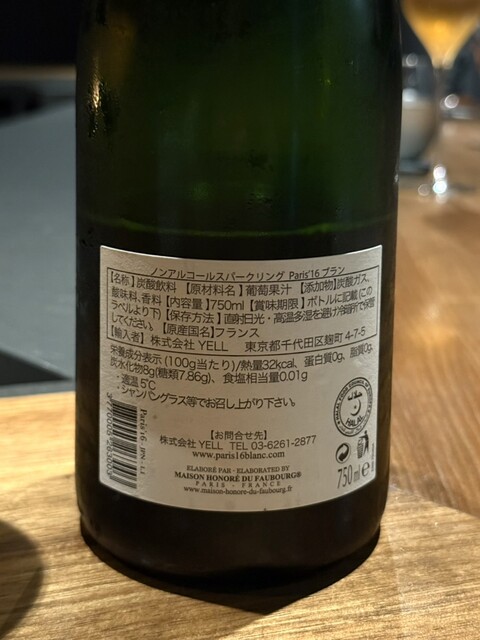 ノンアルコールスパークリング Paris'16 ブラン
【名称】炭酸飲料 【原材料名】葡萄果汁 【添加物】炭酸ガス、
酸味料、香料【内容量】750ml【賞味期限】ボトルに記載(この
ラベルより下)【保存方法】直射日光・高温多湿を避け冷暗所で保管
してください。【原産国名】フランス
【輸入者】株式会社 YELL 東京都千代田区麹町 4-7-5
栄養成分表示 (100g当たり)/熱量32kcal、蛋白質0g、脂質0g、
炭水化物8g(糖類7.86g)、食塩相当量0.01g
・適温 5℃
・シャンパングラス等でお召し上がり下さい。
【お問合せ先】
株式会社 YELL TEL 03-6261-2877
www.paris16blanc.com
ELABORÉ PAR - ELABORATED BY
MAISON HONORÉ DU FAUBOURG®
PARIS - FRANCE
www.maison-honore-du-faubourg.com
Paris'16
HALAL
750 ml e